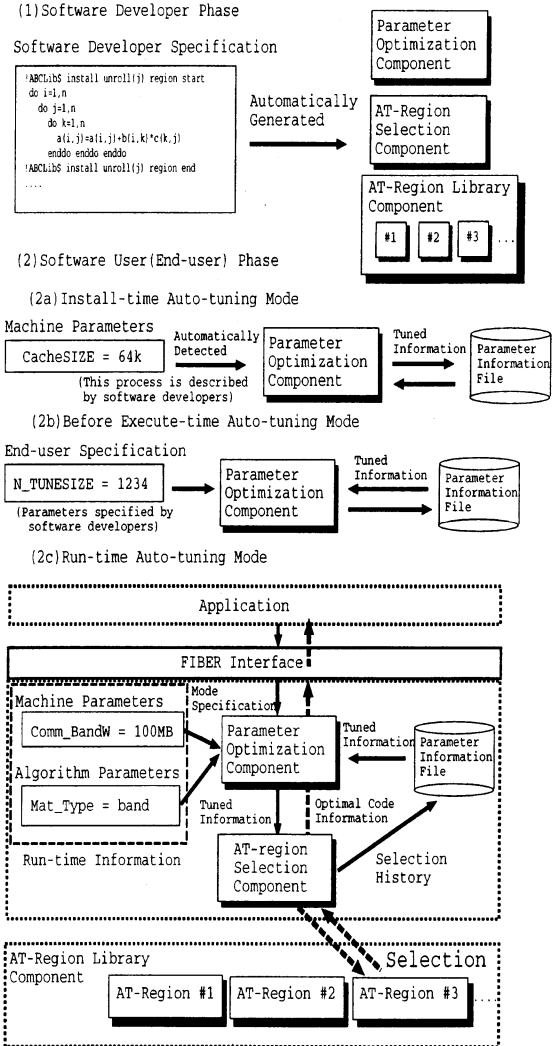 (1)Software Developer Phase
Software Developer Specification
!ABCLib$ install unroll(j) region start
do i=1,n
do j=1,n
do k=1,n
a(i,j)=a(i,j)+b(i,k)*c(k,j)
enddo enddo enddo
!ABCLib$ install unroll(j) region end
....
Automatically
Generated
Parameter
Optimization
Component
AT-Region
Selection
Component
AT-Region Library
Component
#1 #2 #3 ...
(2)Software User(End-user) Phase
(2a)Install-time Auto-tuning Mode
Machine Parameters
CacheSIZE = 64k
(This process is described
by software developers)
Automatically
Detected
Parameter
Optimization
Component
Tuned
Information
Parameter
Information
File
(2b)Before Execute-time Auto-tuning Mode
End-user Specification
N_TUNESIZE = 1234
(Parameters specified by
software developers)
Parameter
Optimization
Component
Tuned
Information
Parameter
Information
File
(2c)Run-time Auto-tuning Mode
Application
FIBER Interface
Machine Parameters
Comm_BandW = 100MB
Algorithm Parameters
Mat_Type = band
Run-time Information
Mode
Specification
Parameter
Optimization
Component
Tuned
Information
Parameter
Information
File
Tuned
Information
Optimal Code
Information
AT-region
Selection
Component
Selection
History
AT-Region Library
Component
Selection
AT-Region #1 AT-Region #2 AT-Region #3 ....